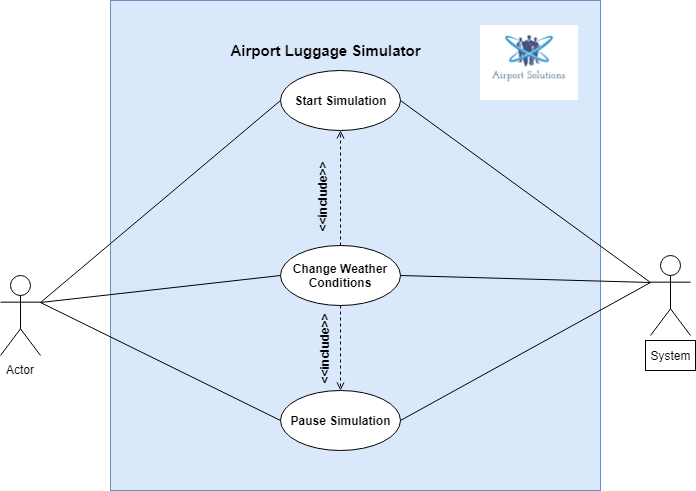 Airport Luggage Simulator
Airport Solutions
Start Simulation
<<include>>
Change Weather
Conditions
<<include>>
Pause Simulation
Actor
System